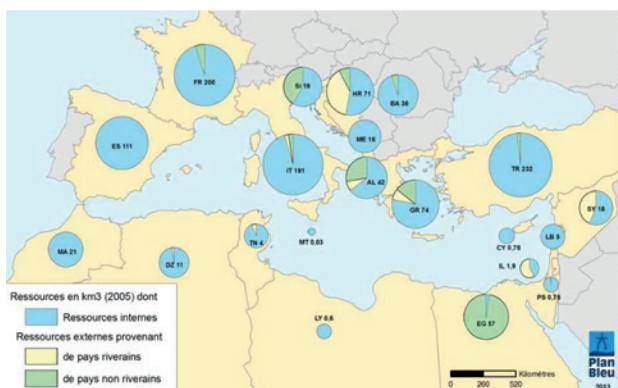 FR 200
SI 19
HR 71
BA 36
ES 111
ME 16
IT 181
AL 42
TR 232
GR 74
SY 18
MA 21
DZ 11
TN 4
MT 0,03
CY 0,78
LB 5
IL 1,9
PS 0,75
LY 0,6
EG 57
Ressources en km3 (2005) dont
Ressources internes
Ressources externes provenant
de pays riverains
de pays non riverains
Kilomètres
0 260 520
Plan
Bleu
2013